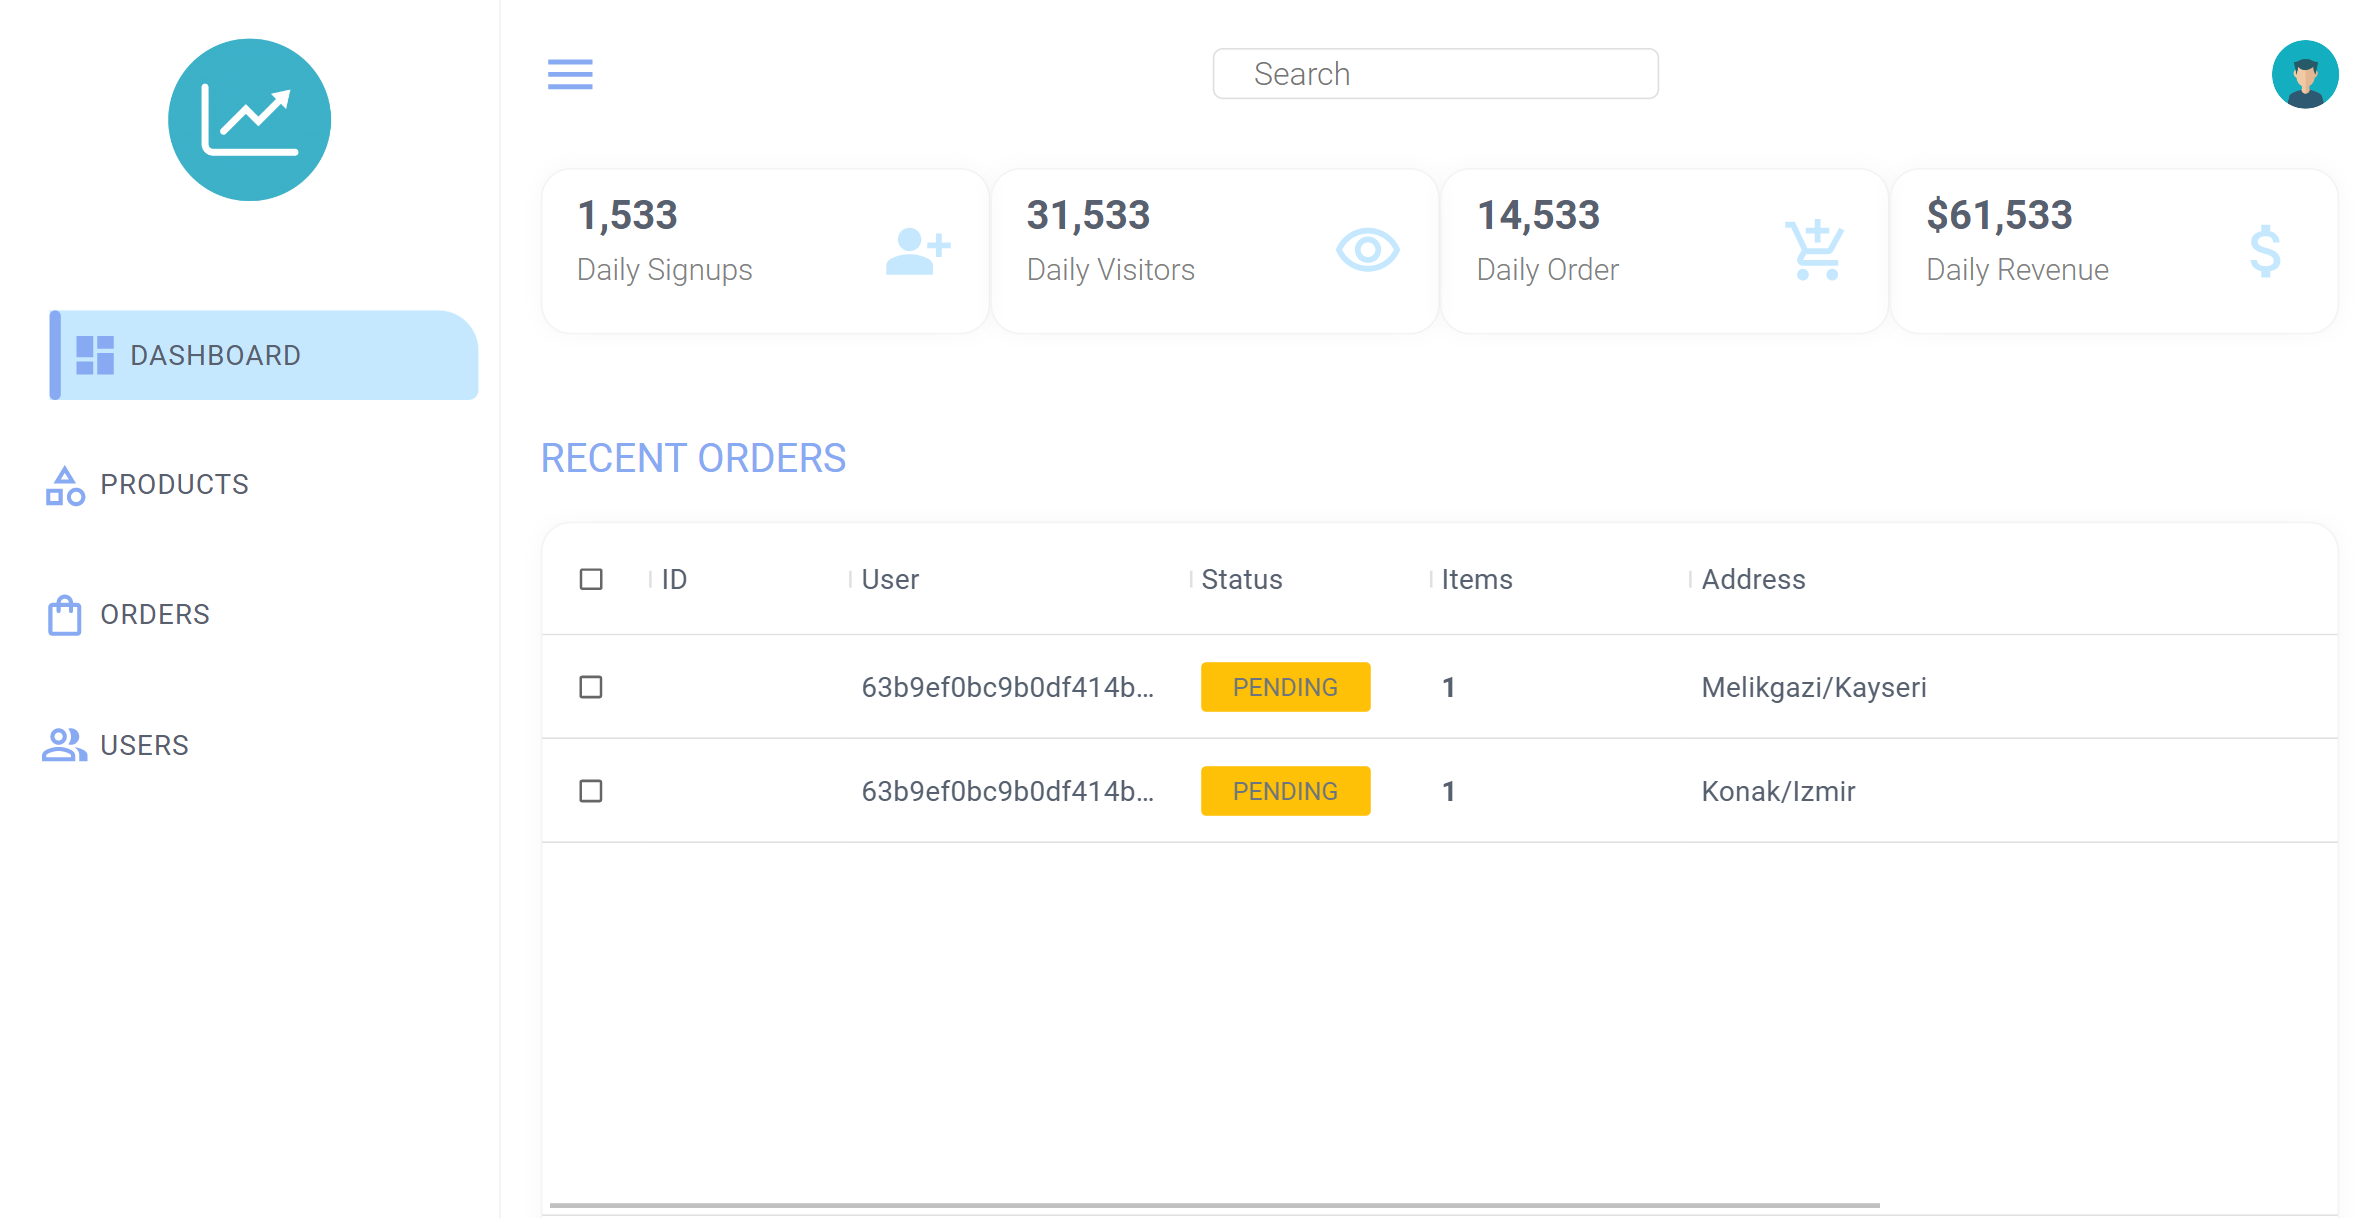 Search
1,533
Daily Signups
31,533
Daily Visitors
14,533
Daily Order
$61,533
Daily Revenue
DASHBOARD
PRODUCTS
ORDERS
USERS
RECENT ORDERS
ID User Status Items Address
63b9ef0bc9b0df414b... PENDING 1 Melikgazi/Kayseri
63b9ef0bc9b0df414b... PENDING 1 Konak/Izmir